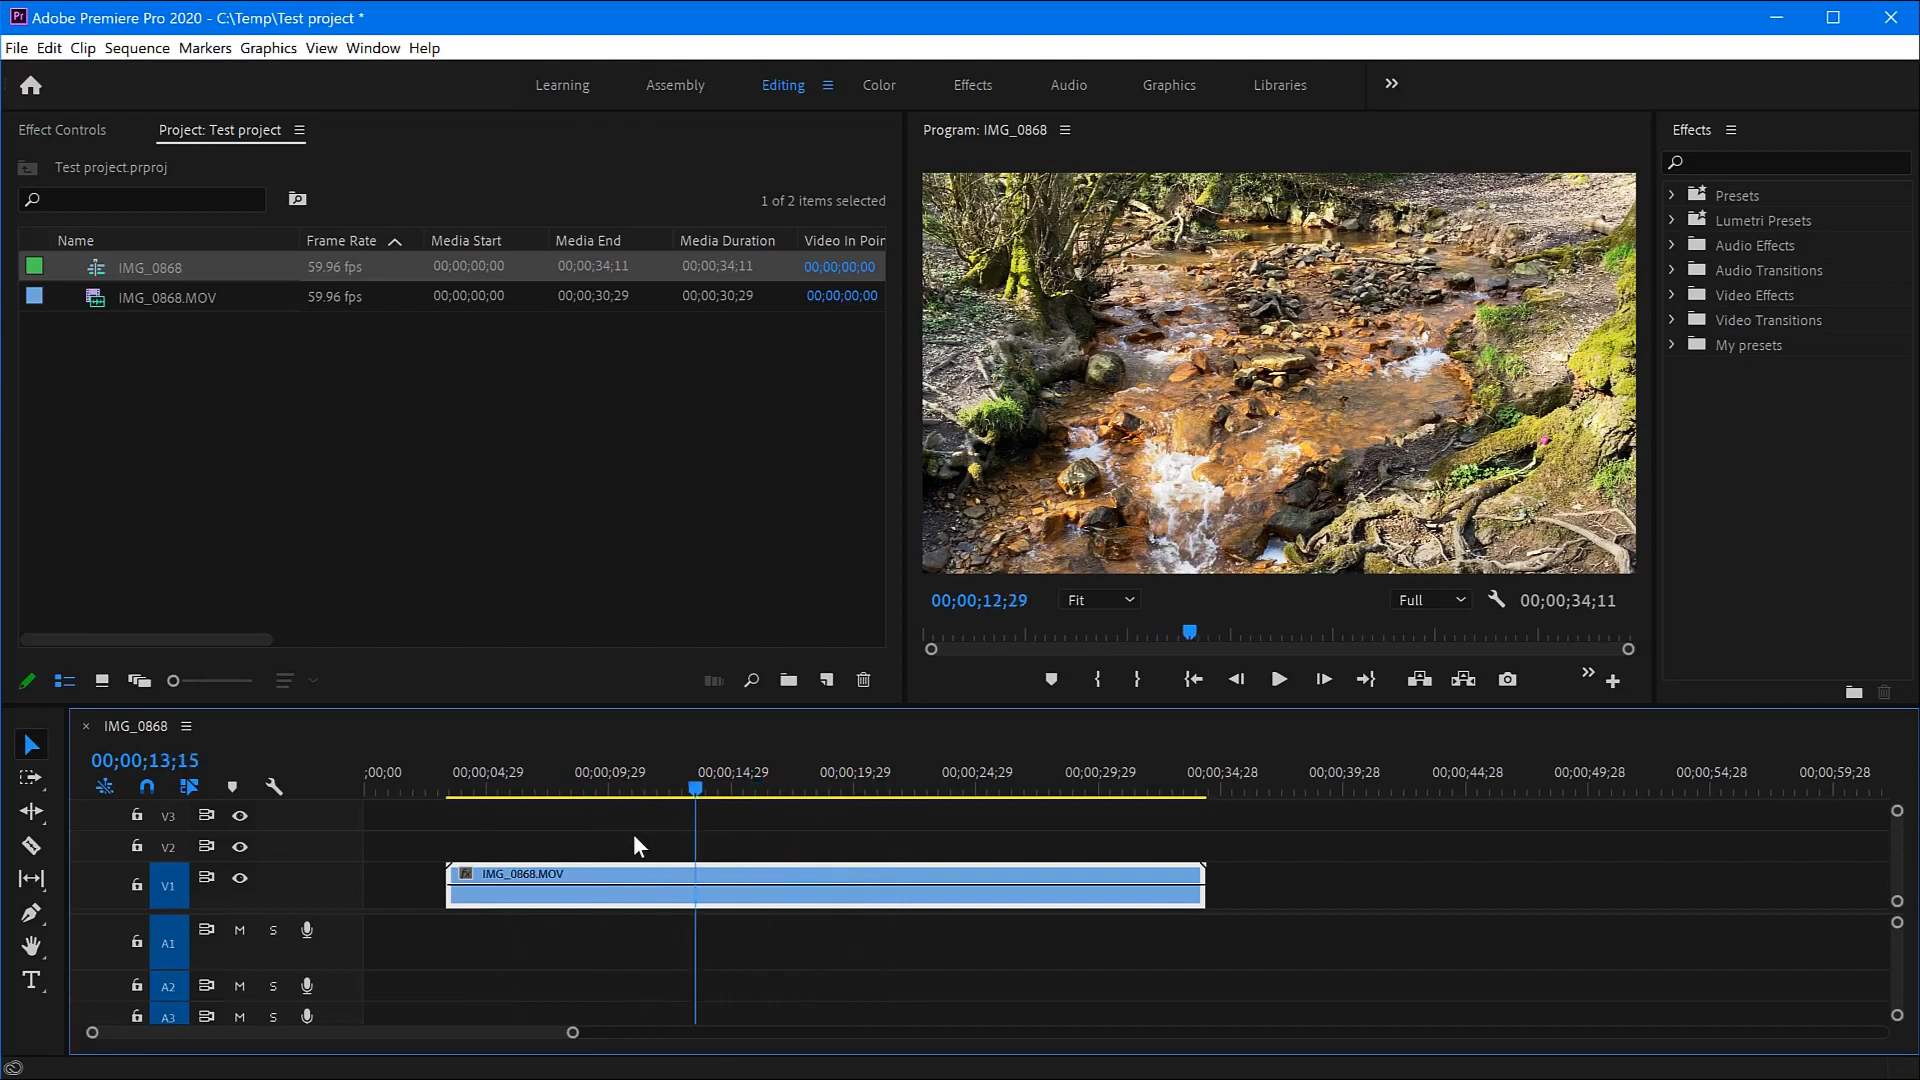 Pr Adobe Premiere Pro 2020 - C:\Temp\Test project *
File Edit Clip Sequence Markers Graphics View Window Help
Learning Assembly Editing Color Effects Audio Graphics Libraries
Effect Controls Project: Test project
Test project.prproj
1 of 2 items selected
Name Frame Rate Media Start Media End Media Duration Video In Poin
IMG_0868 59.96 fps 00;00;00;00 00;00;34;11 00;00;34;11 00;00;00;00
IMG_0868.MOV 59.96 fps 00;00;00;00 00;00;30;29 00;00;30;29 00;00;00;00
Program: IMG_0868
00;00;12;29 Fit Full 00;00;34;11
Effects
Presets
Lumetri Presets
Audio Effects
Audio Transitions
Video Effects
Video Transitions
My presets
IMG_0868
00;00;13;15
;00;00 00;00;04;29 00;00;09;29 00;00;14;29 00;00;19;29 00;00;24;29 00;00;29;29 00;00;34;28 00;00;39;28 00;00;44;28 00;00;49;28 00;00;54;28 00;00;59;28
V3
V2
V1
fx IMG_0868.MOV
A1 M S
A2 M S
A3 M S
T